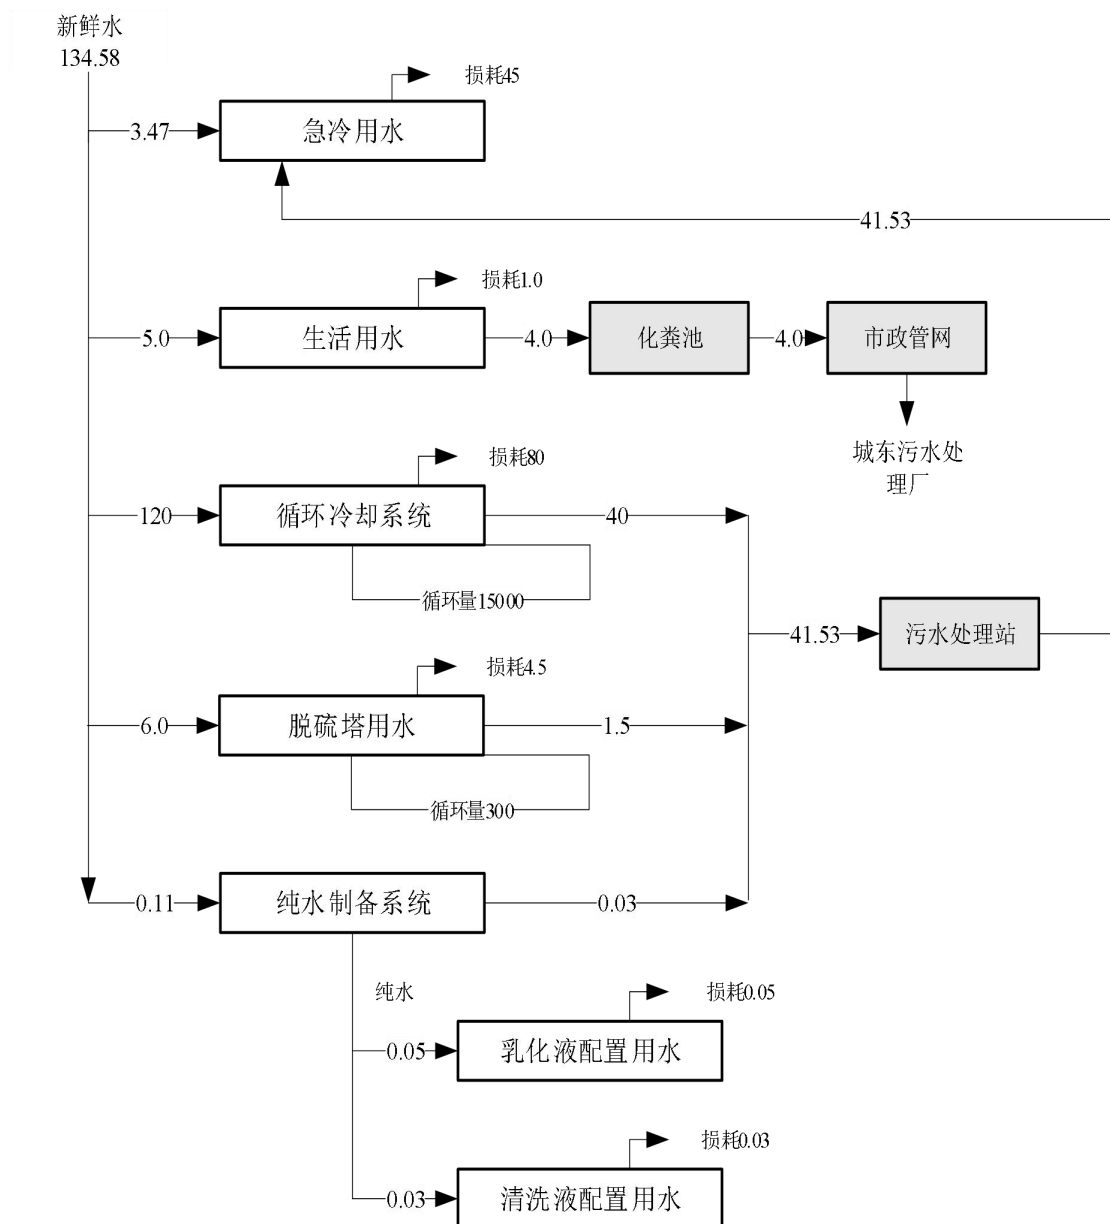 新鲜水
134.58
损耗45
3.47
急冷用水
41.53
损耗1.0
5.0
生活用水
4.0
化粪池
4.0
市政管网
城东污水处
理厂
损耗80
120
循环冷却系统
40
循环量15000
41.53
污水处理站
损耗4.5
6.0
脱硫塔用水
1.5
循环量300
0.11
纯水制备系统
0.03
纯水
损耗0.05
0.05
乳化液配置用水
损耗0.03
0.03
清洗液配置用水